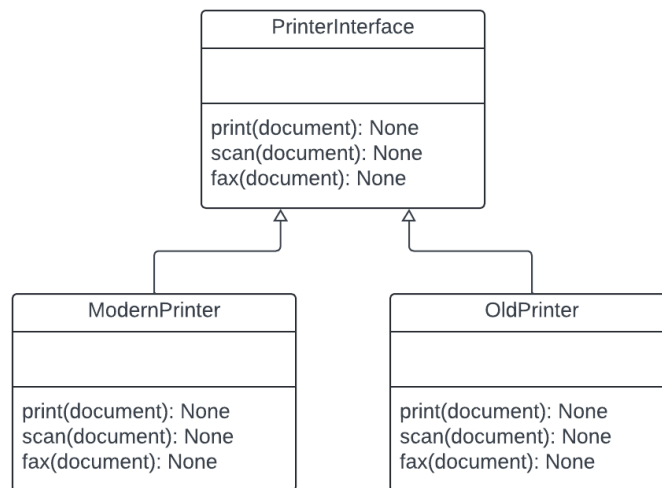 PrinterInterface
print(document): None
scan(document): None
fax(document): None
ModernPrinter
print(document): None
scan(document): None
fax(document): None
OldPrinter
print(document): None
scan(document): None
fax(document): None